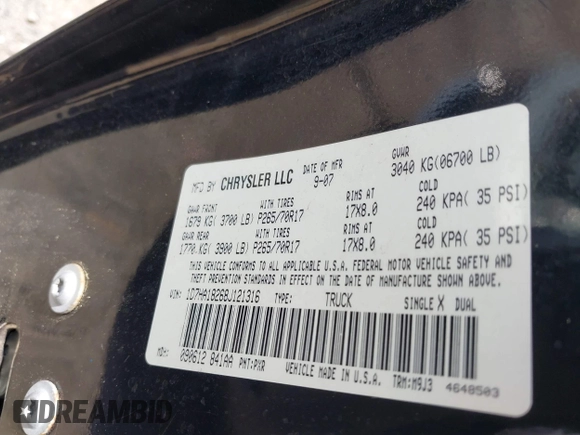 MFD BY CHRYSLER LLC DATE OF MFR 9-07 GVWR 3040 KG(06700 LB)
GAWR FRONT WITH TIRES RIMS AT COLD
1679 KG( 3700 LB) P265/70R17 17X8.0 240 KPA( 35 PSI)
GAWR REAR WITH TIRES RIMS AT COLD
1770 KG( 3900 LB) P265/70R17 17X8.0 240 KPA( 35 PSI)
THIS VEHICLE CONFORMS TO ALL APPLICABLE U.S.A. FEDERAL MOTOR VEHICLE SAFETY AND
THEFT PREVENTION STANDARDS IN EFFECT ON THE DATE OF MANUFACTURE SHOWN ABOVE.
VIN: 1D7HA18268J121316 TYPE: TRUCK SINGLE X DUAL
090612 841AA PNT:PXR VEHICLE MADE IN U.S.A. TRM:M9J3 4648503
DREAMBID